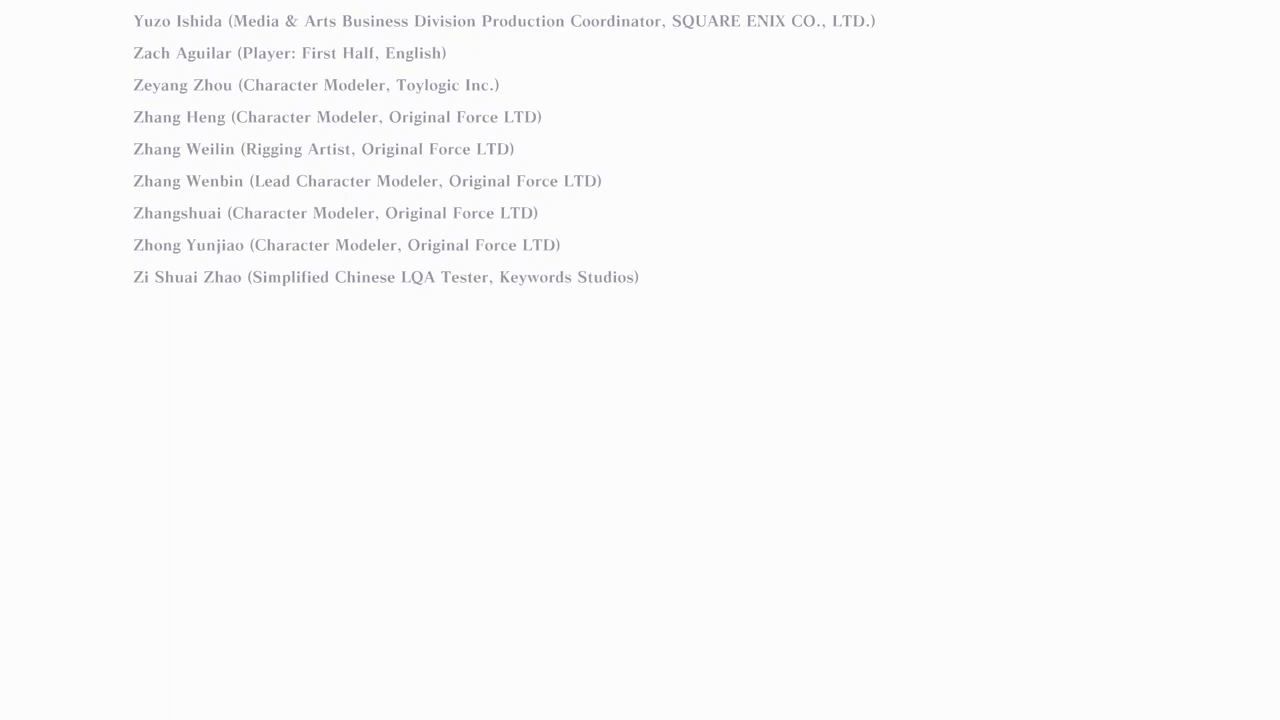 Yuzo Ishida (Media & Arts Business Division Production Coordinator, SQUARE ENIX CO., LTD.)
Zach Aguilar (Player: First Half, English)
Zeyang Zhou (Character Modeler, Toylogic Inc.)
Zhang Heng (Character Modeler, Original Force LTD)
Zhang Weilin (Rigging Artist, Original Force LTD)
Zhang Wenbin (Lead Character Modeler, Original Force LTD)
Zhangshuai (Character Modeler, Original Force LTD)
Zhong Yunjiao (Character Modeler, Original Force LTD)
Zi Shuai Zhao (Simplified Chinese LQA Tester, Keywords Studios)